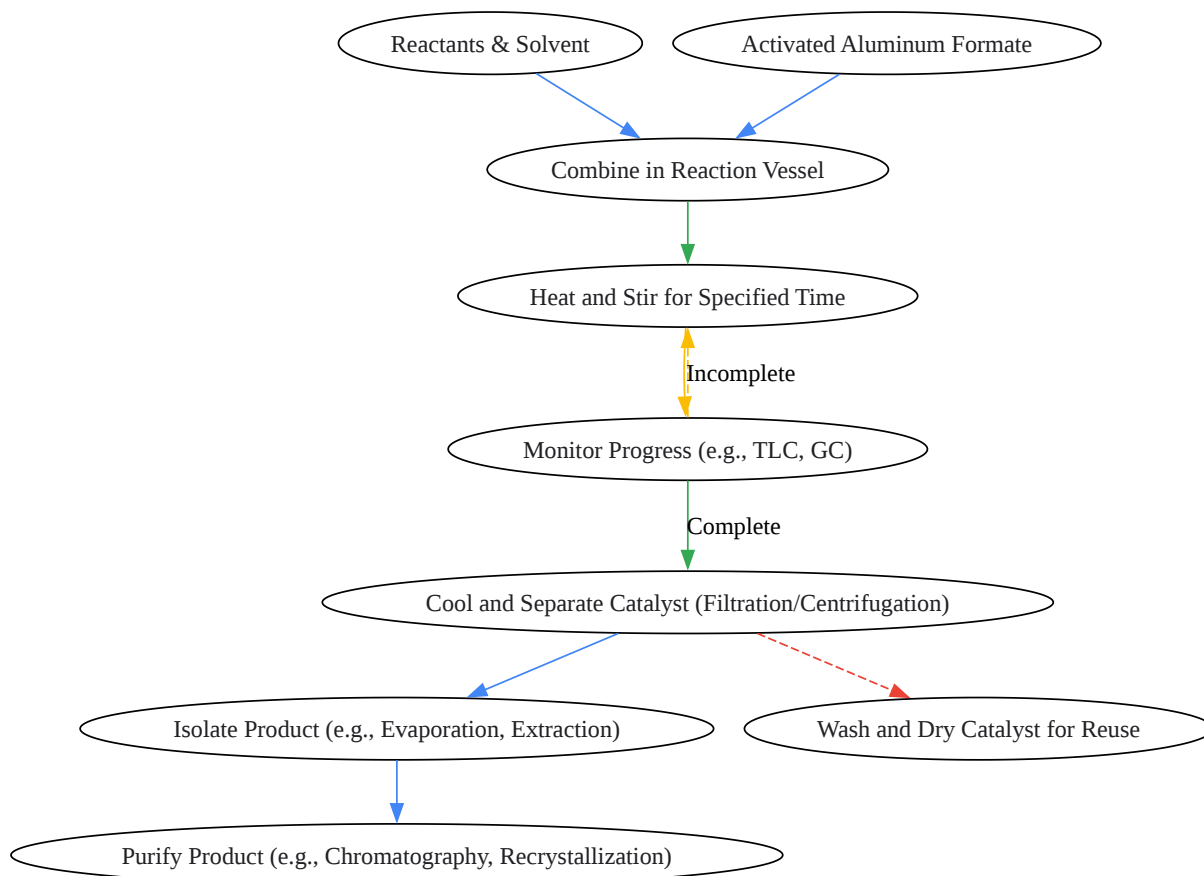 Reactants & Solvent
Activated Aluminum Formate
Combine in Reaction Vessel
Heat and Stir for Specified Time
Incomplete
Monitor Progress (e.g., TLC, GC)
Complete
Cool and Separate Catalyst (Filtration/Centrifugation)
Isolate Product (e.g., Evaporation, Extraction)
Wash and Dry Catalyst for Reuse
Purify Product (e.g., Chromatography, Recrystallization)